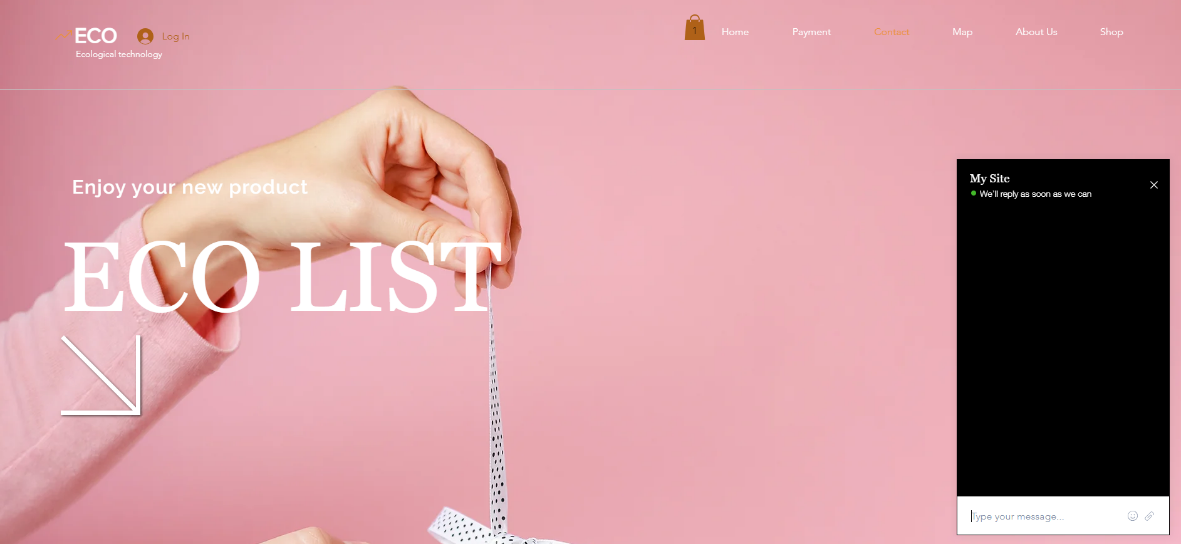 ECO
Log In
Ecological technology
1
Home
Payment
Contact
Map
About Us
Shop
Enjoy your new product
ECO LIST
My Site
We'll reply as soon as we can
Type your message...